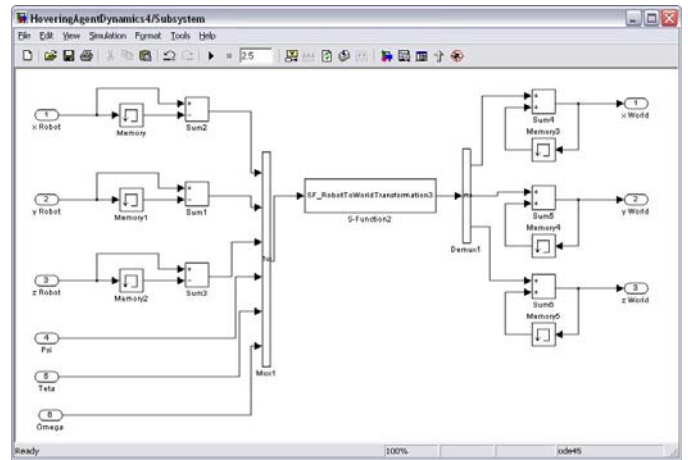 HoveringAgentDynamics4/Subsystem
File Edit View Simulation Format Tools Help
2.5
1
x Robot
Memory
Sum2
2
y Robot
Memory1
Sum1
3
z Robot
Memory2
Sum3
4
Psi
5
Teta
6
Omega
Mux1
SF_RobotToWorldTransformation3
S-Function2
Demux1
Sum4
Memory3
1
x World
Sum5
Memory4
2
y World
Sum6
Memory5
3
z World
Ready 100% ode45